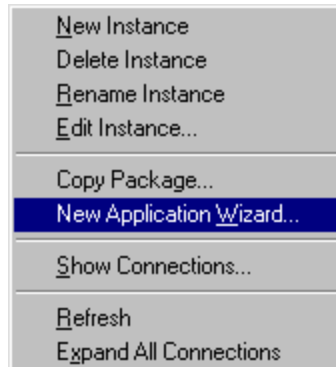 New Instance
Delete Instance
Rename Instance
Edit Instance...
Copy Package...
New Application Wizard...
Show Connections...
Refresh
Expand All Connections